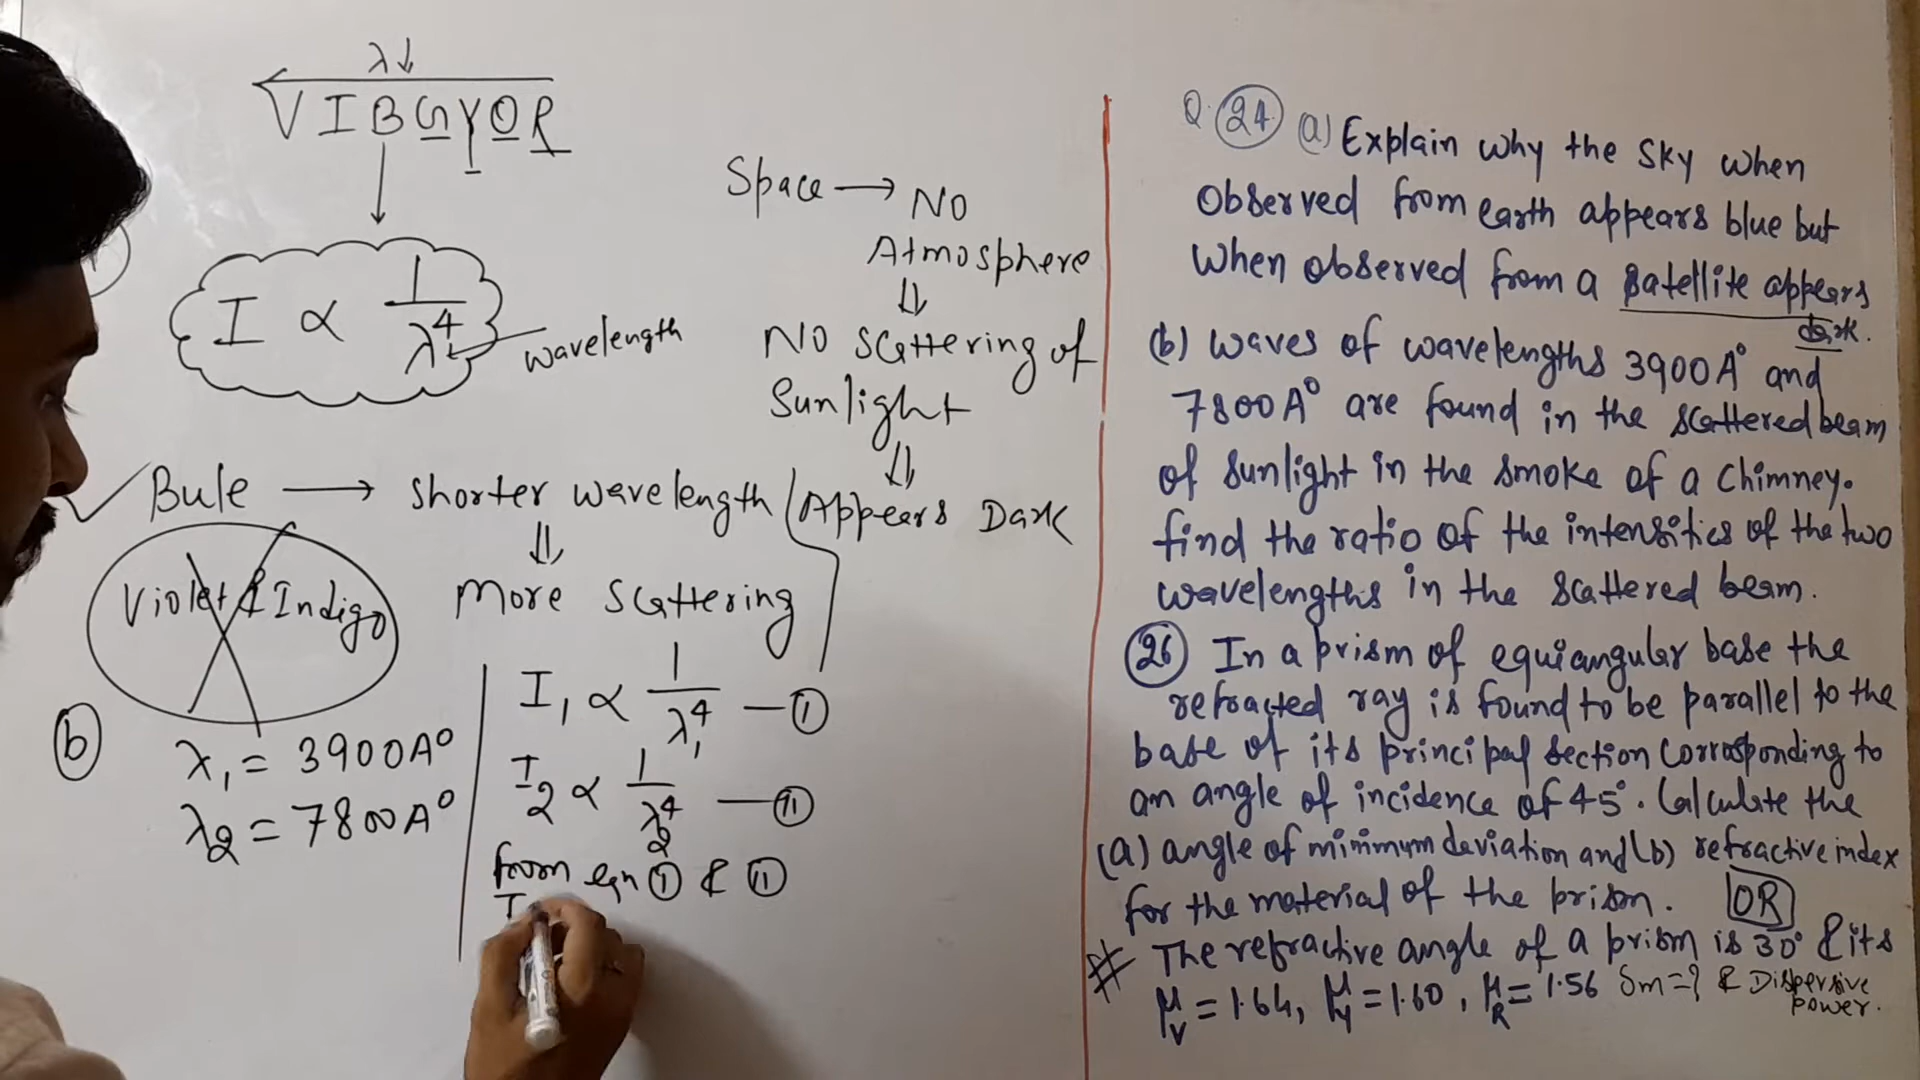 λ↓
VIBGYOR
I ∝ 1/λ⁴
wavelength
Space → NO
Atmosphere
⇓
NO Scattering of
Sunlight
⇓
Appears Dark
Bule → shorter wavelength
⇓
More Scattering
Violet & Indigo
(b) λ₁ = 3900A°
λ₂ = 7800A°
I₁ ∝ 1/λ₁⁴ — (I)
I₂ ∝ 1/λ₂⁴ — (II)
from eqn (I) & (II)
I
Q. (24) (a) Explain why the Sky when
observed from earth appears blue but
when observed from a satellite appears
dark.
(b) waves of wavelengths 3900A° and
7800A° are found in the scattered beam
of sunlight in the smoke of a chimney.
find the ratio of the intensities of the two
wavelengths in the scattered beam.
(26) In a prism of equiangular base the
refracted ray is found to be parallel to the
base of its principal section corrosponding to
an angle of incidence of 45°. Calculate the
(a) angle of minimum deviation and (b) refractive index
for the material of the prism. OR
# The refractive angle of a prism is 30° & its
μV = 1.64, μY = 1.60, μR = 1.56 δm = ? & Dispersive
power.